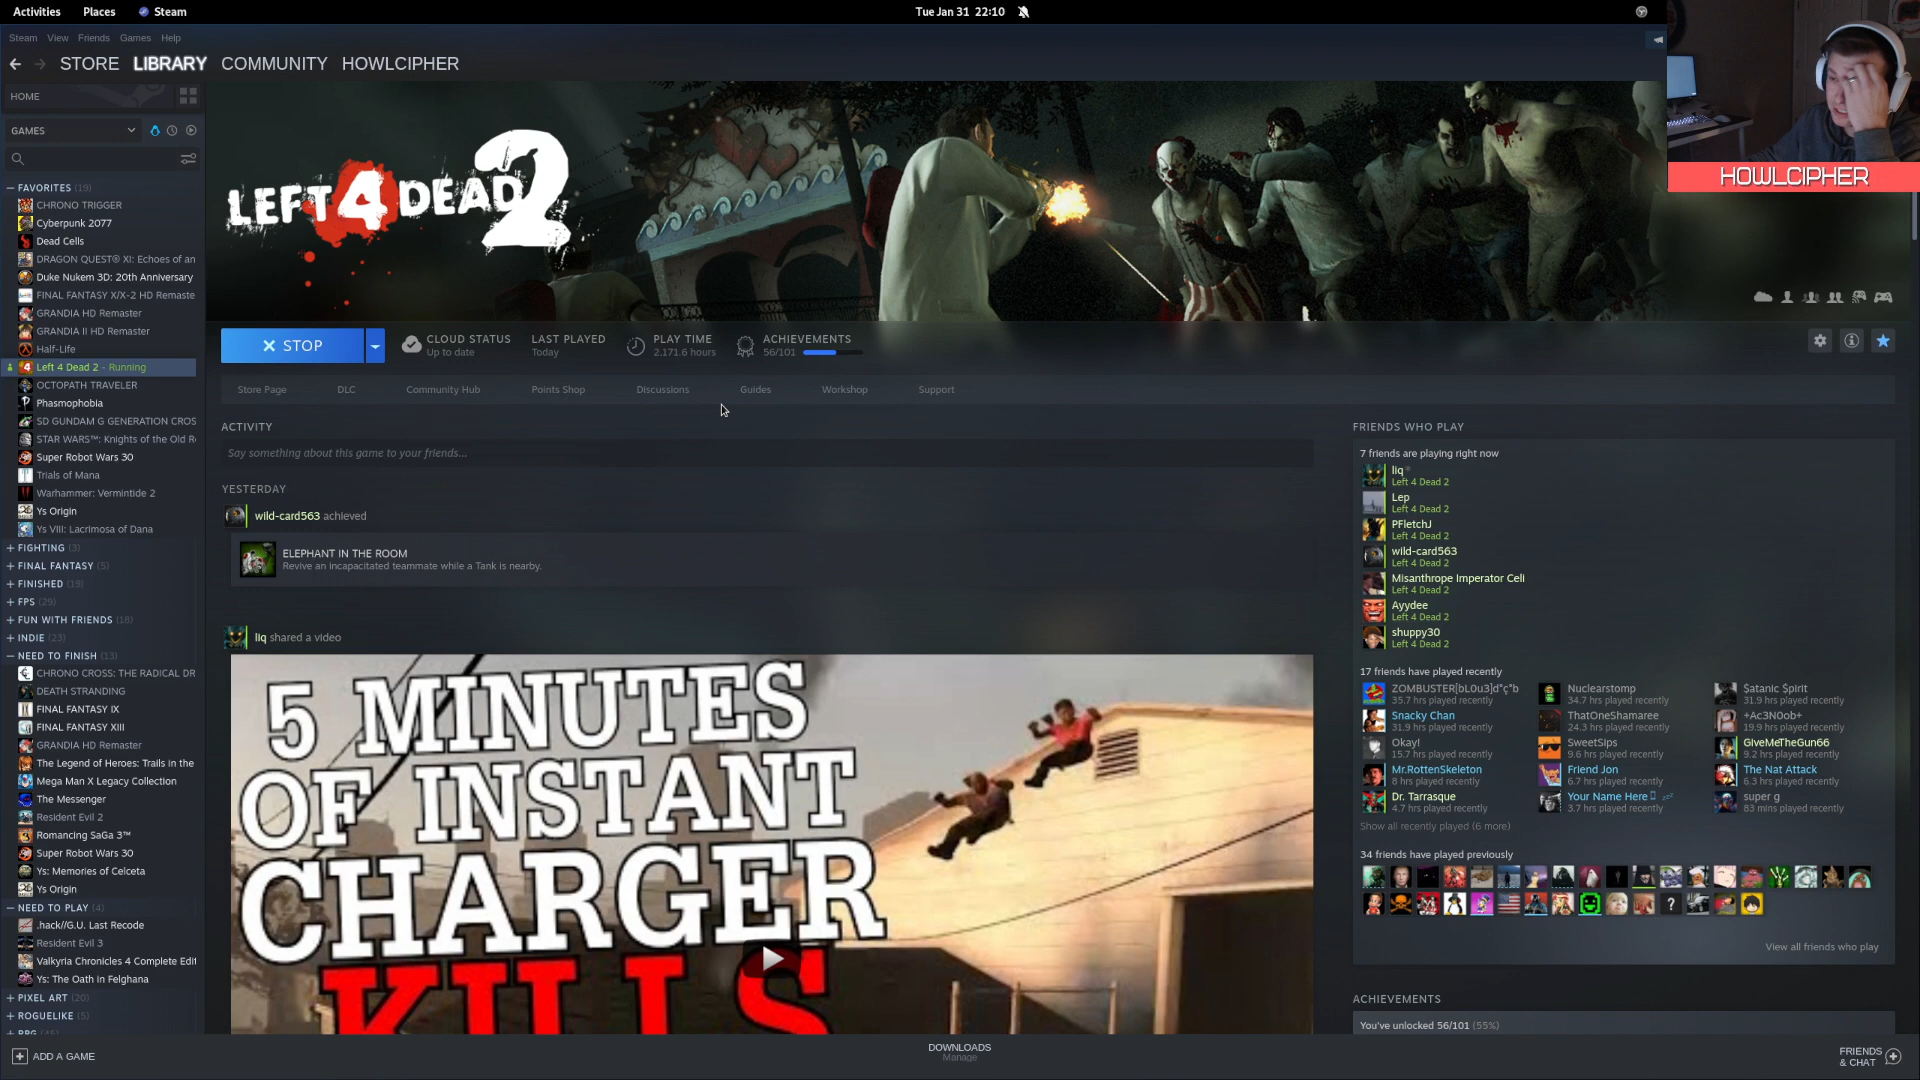 Activities Places Steam
Tue Jan 31 22:10
Steam View Friends Games Help
STORE LIBRARY COMMUNITY HOWLCIPHER
HOWLCIPHER
HOME
GAMES
FAVORITES (19)
CHRONO TRIGGER
Cyberpunk 2077
Dead Cells
DRAGON QUEST® XI: Echoes of an
Duke Nukem 3D: 20th Anniversary
FINAL FANTASY X/X-2 HD Remaste
GRANDIA HD Remaster
GRANDIA II HD Remaster
Half-Life
Left 4 Dead 2 - Running
OCTOPATH TRAVELER
Phasmophobia
SD GUNDAM G GENERATION CROS
STAR WARS™: Knights of the Old R
Super Robot Wars 30
Trials of Mana
Warhammer: Vermintide 2
Ys Origin
Ys VIII: Lacrimosa of Dana
FIGHTING (3)
FINAL FANTASY (5)
FINISHED (19)
FPS (29)
FUN WITH FRIENDS (18)
INDIE (23)
NEED TO FINISH (13)
CHRONO CROSS: THE RADICAL DR
DEATH STRANDING
FINAL FANTASY IX
FINAL FANTASY XIII
GRANDIA HD Remaster
The Legend of Heroes: Trails in the
Mega Man X Legacy Collection
The Messenger
Resident Evil 2
Romancing SaGa 3™
Super Robot Wars 30
Ys: Memories of Celceta
Ys Origin
NEED TO PLAY (4)
.hack//G.U. Last Recode
Resident Evil 3
Valkyria Chronicles 4 Complete Edit
Ys: The Oath in Felghana
PIXEL ART (20)
ROGUELIKE (5)
ADD A GAME
LEFT 4 DEAD 2
STOP
CLOUD STATUS
Up to date
LAST PLAYED
Today
PLAY TIME
2,171.6 hours
ACHIEVEMENTS
56/101
Store Page DLC Community Hub Points Shop Discussions Guides Workshop Support
ACTIVITY
Say something about this game to your friends...
YESTERDAY
wild-card563 achieved
ELEPHANT IN THE ROOM
Revive an incapacitated teammate while a Tank is nearby.
liq shared a video
5 MINUTES
OF INSTANT
CHARGER
KILLS
FRIENDS WHO PLAY
7 friends are playing right now
liq
Left 4 Dead 2
Lep
Left 4 Dead 2
PFletchJ
Left 4 Dead 2
wild-card563
Left 4 Dead 2
Misanthrope Imperator Celi
Left 4 Dead 2
Ayydee
Left 4 Dead 2
shuppy30
Left 4 Dead 2
17 friends have played recently
ZOMBUSTER[bL0u3]d°ç°b
35.7 hrs played recently
Nuclearstomp
34.7 hrs played recently
$atanic $pirit
31.9 hrs played recently
Snacky Chan
31.9 hrs played recently
ThatOneShamaree
24.3 hrs played recently
+Ac3N0ob+
19.9 hrs played recently
Okay!
15.7 hrs played recently
SweetSips
9.6 hrs played recently
GiveMeTheGun66
9.2 hrs played recently
Mr.RottenSkeleton
8 hrs played recently
Friend Jon
6.7 hrs played recently
The Nat Attack
6.3 hrs played recently
Dr. Tarrasque
4.7 hrs played recently
Your Name Here
3.7 hrs played recently
super g
83 mins played recently
Show all recently played (6 more)
34 friends have played previously
View all friends who play
ACHIEVEMENTS
You've unlocked 56/101 (55%)
DOWNLOADS
Manage
FRIENDS
& CHAT